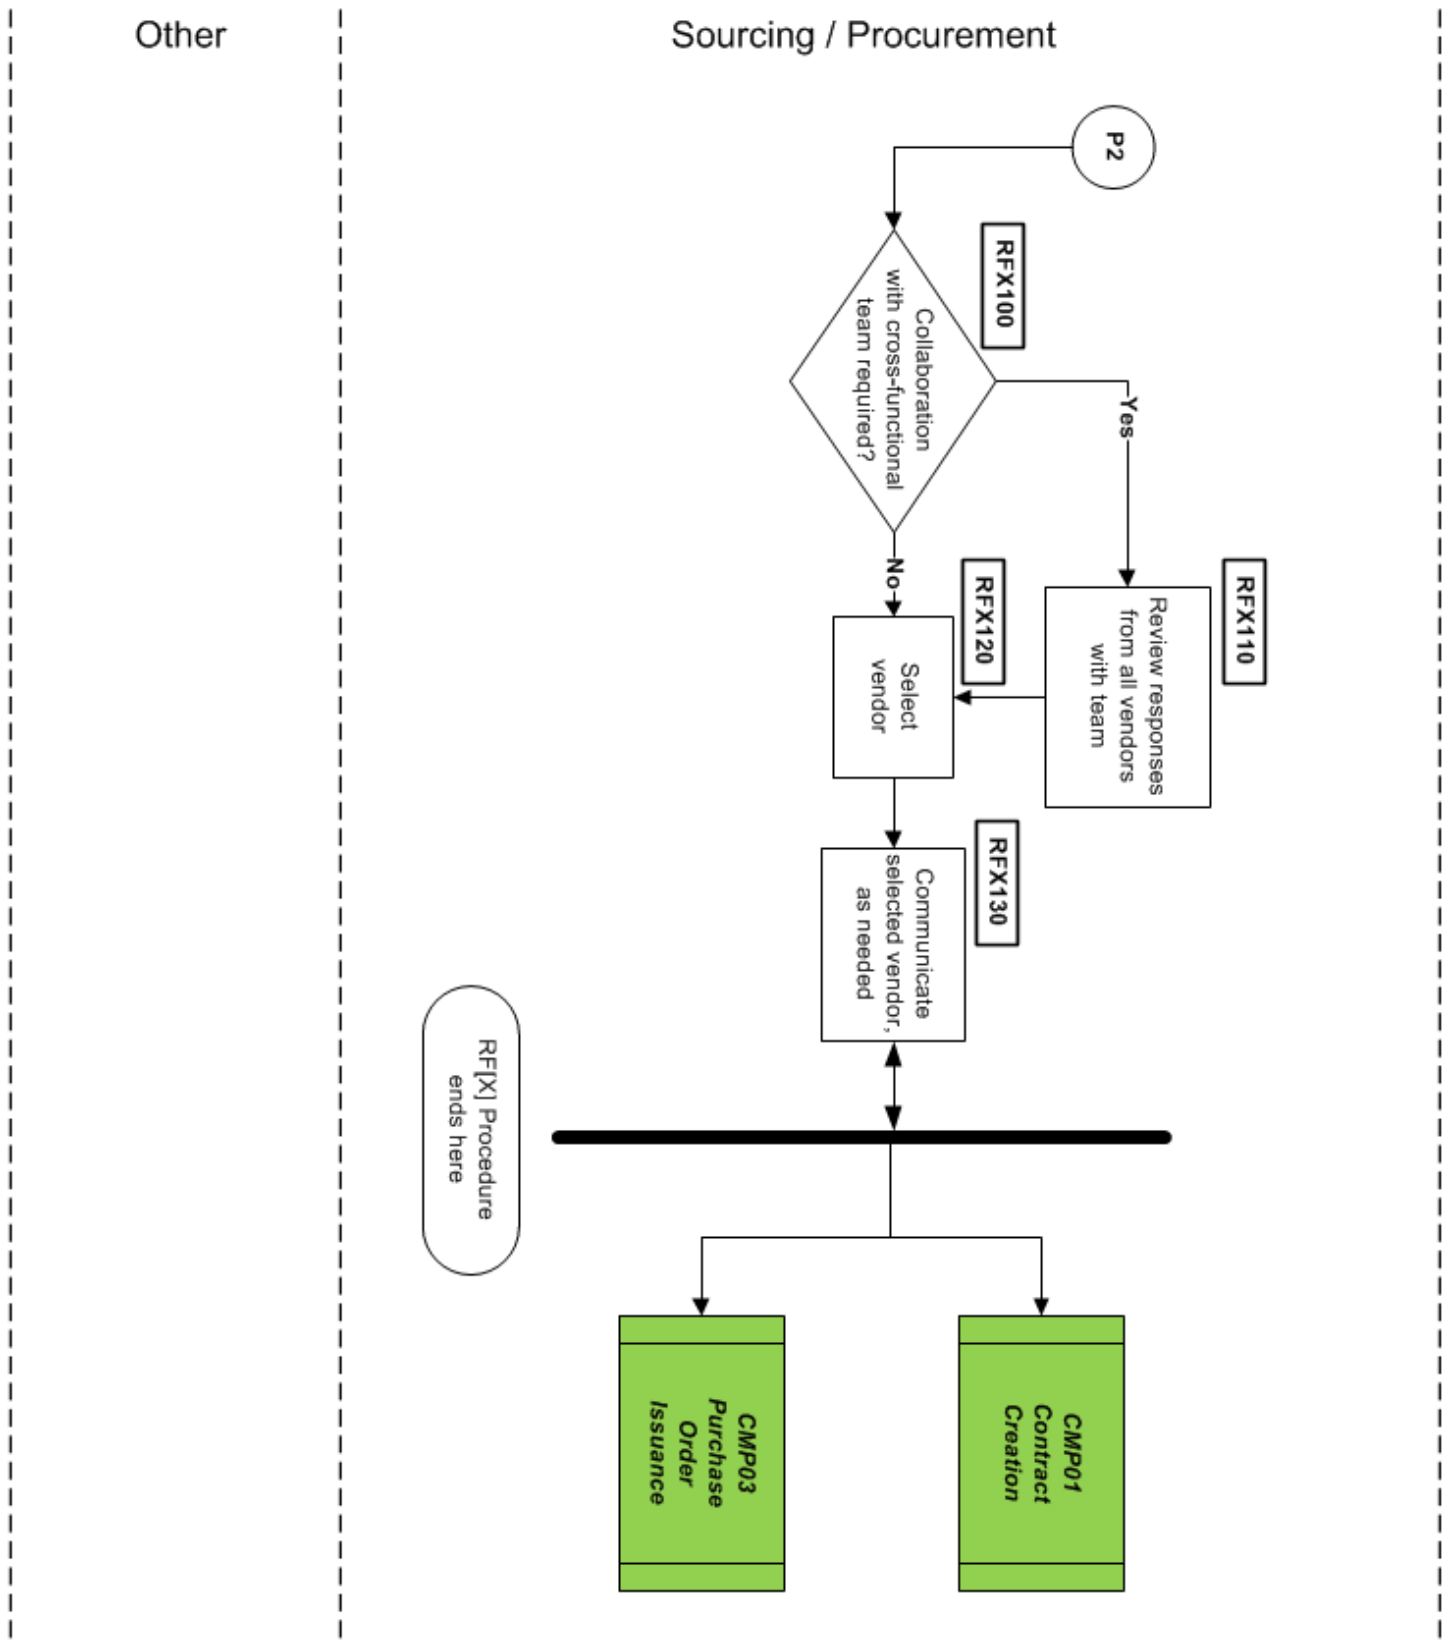 Other
Sourcing / Procurement
P2
RFX100
Collaboration
with cross-functional
team required?
Yes
No
RFX110
Review responses
from all vendors
with team
RFX120
Select
vendor
RFX130
Communicate
selected vendor,
as needed
RF[X] Procedure
ends here
CMP01
Contract
Creation
CMP03
Purchase
Order
Issuance